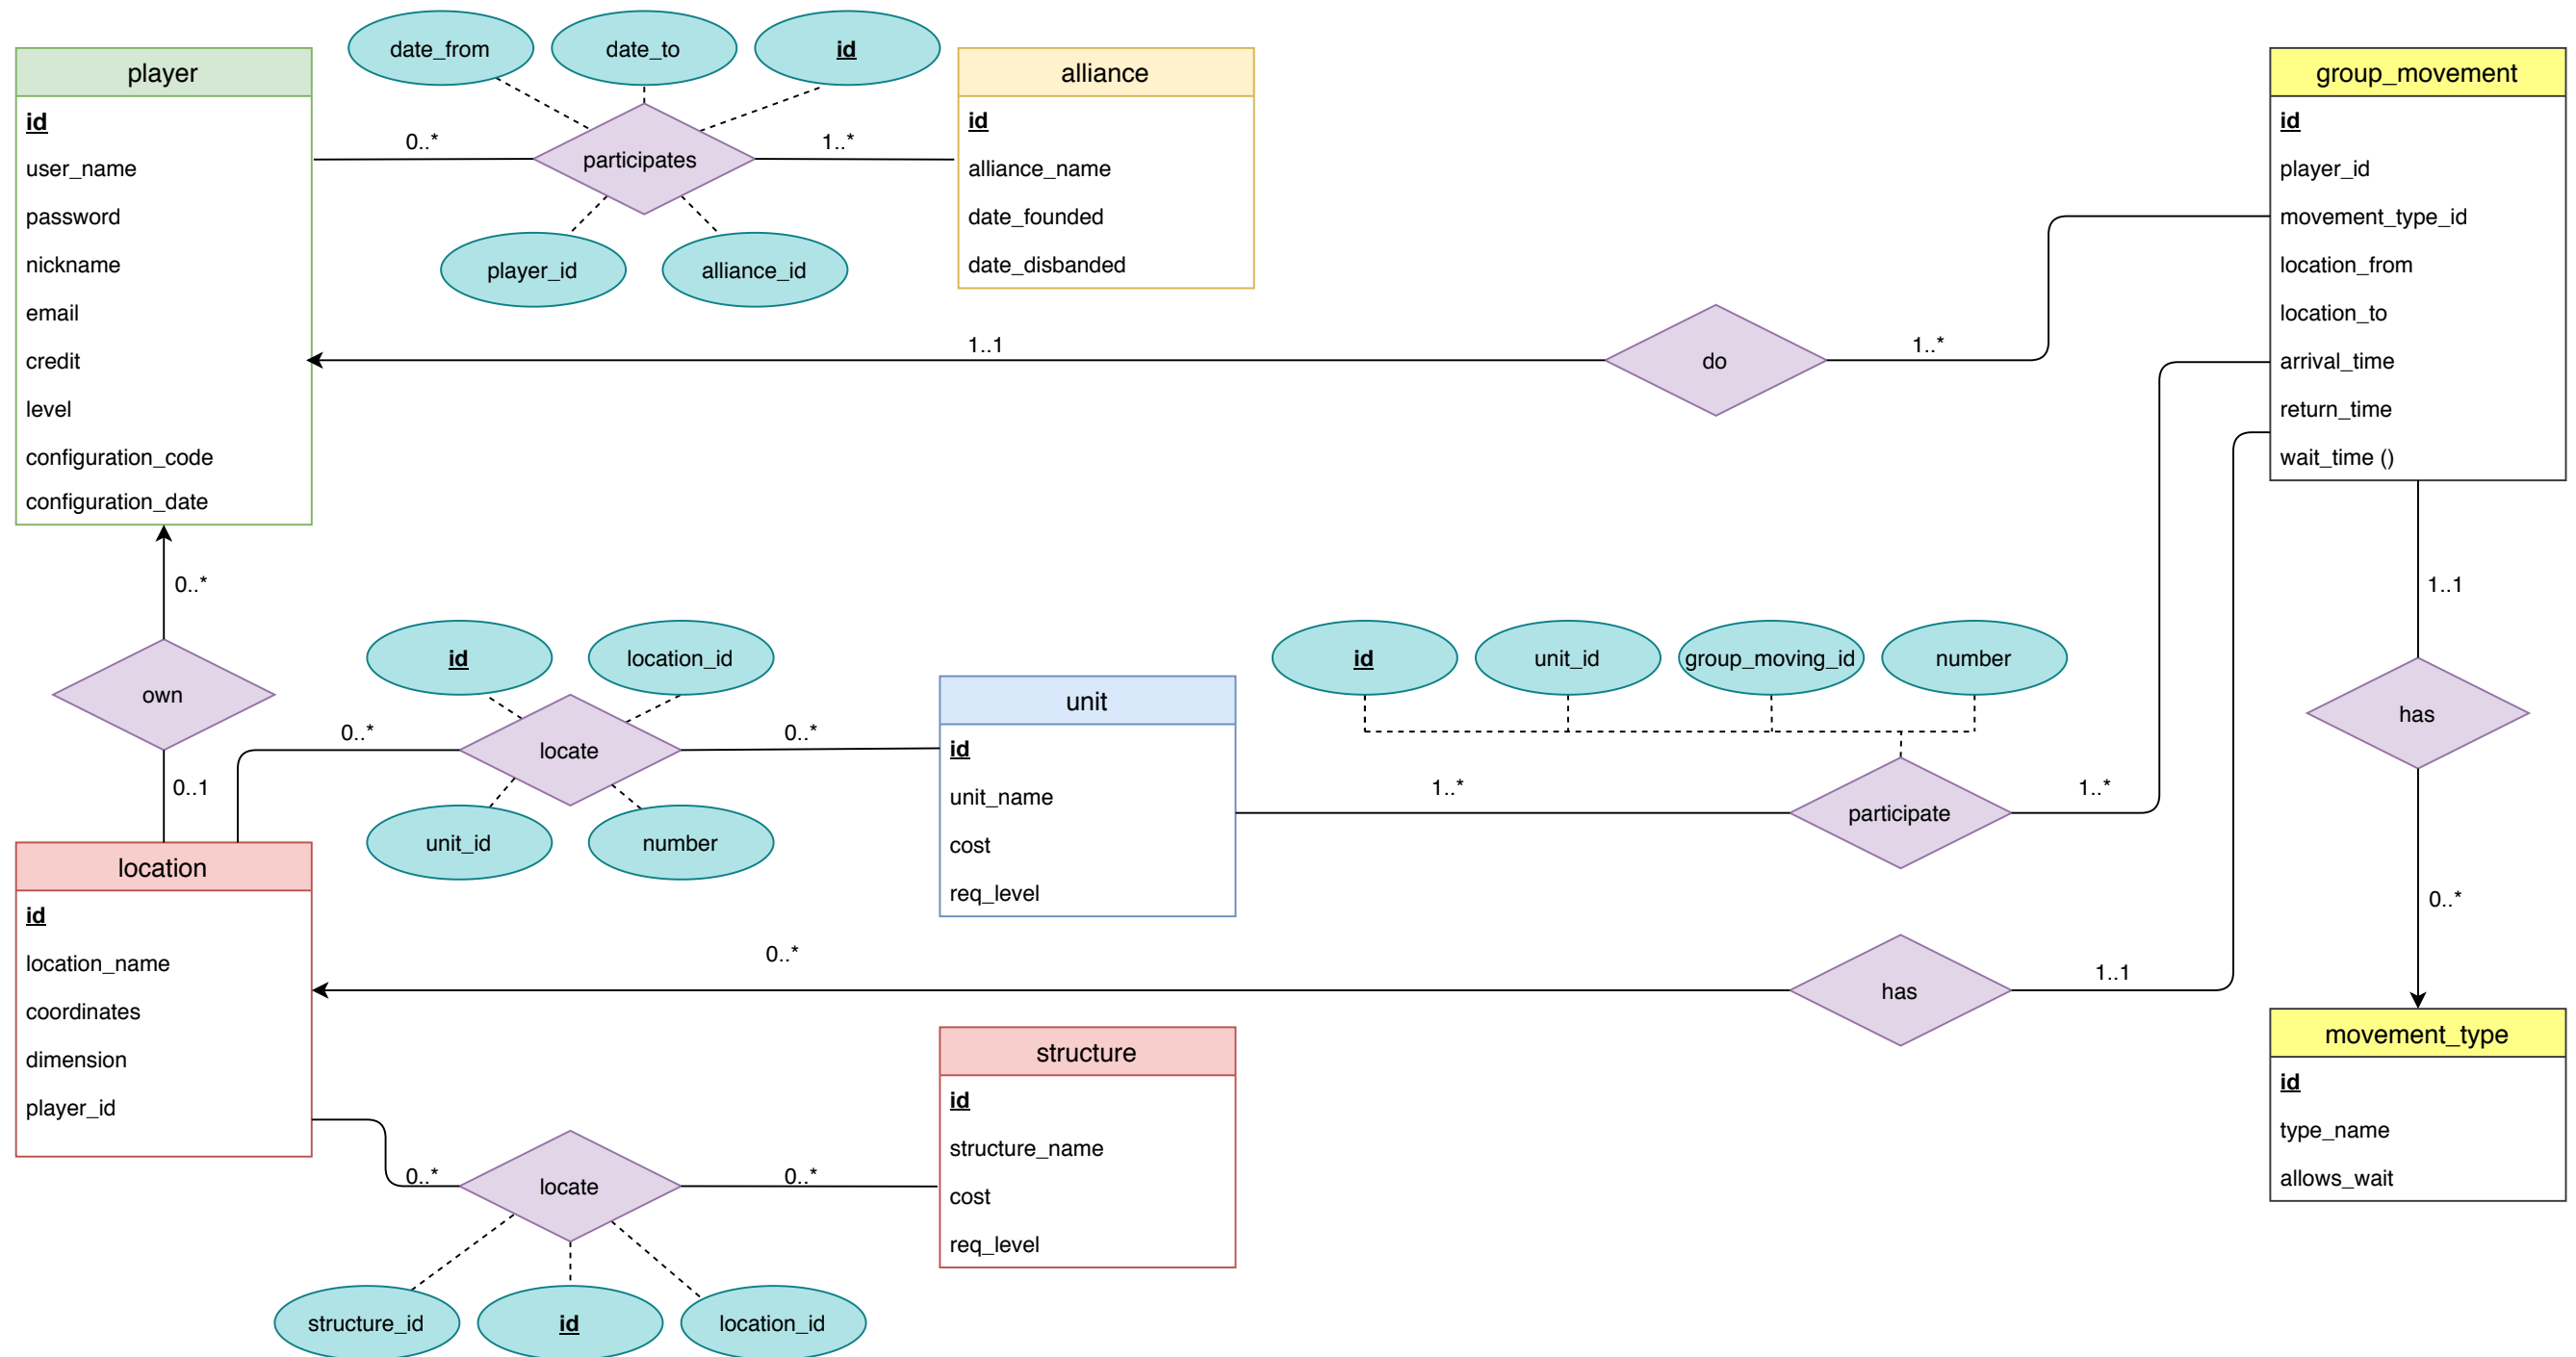 date_from
date_to
id
player
id
user_name
password
nickname
email
credit
level
configuration_code
configuration_date
0..*
participates
1..*
player_id
alliance_id
alliance
id
alliance_name
date_founded
date_disbanded
group_movement
id
player_id
movement_type_id
location_from
location_to
arrival_time
return_time
wait_time ()
1..1
do
1..*
0..*
own
0..1
id
location_id
0..*
locate
0..*
unit_id
number
unit
id
unit_name
cost
req_level
id
unit_id
group_moving_id
number
1..*
participate
1..*
1..1
has
0..*
location
id
location_name
coordinates
dimension
player_id
0..*
has
1..1
structure
id
structure_name
cost
req_level
movement_type
id
type_name
allows_wait
0..*
locate
0..*
structure_id
id
location_id